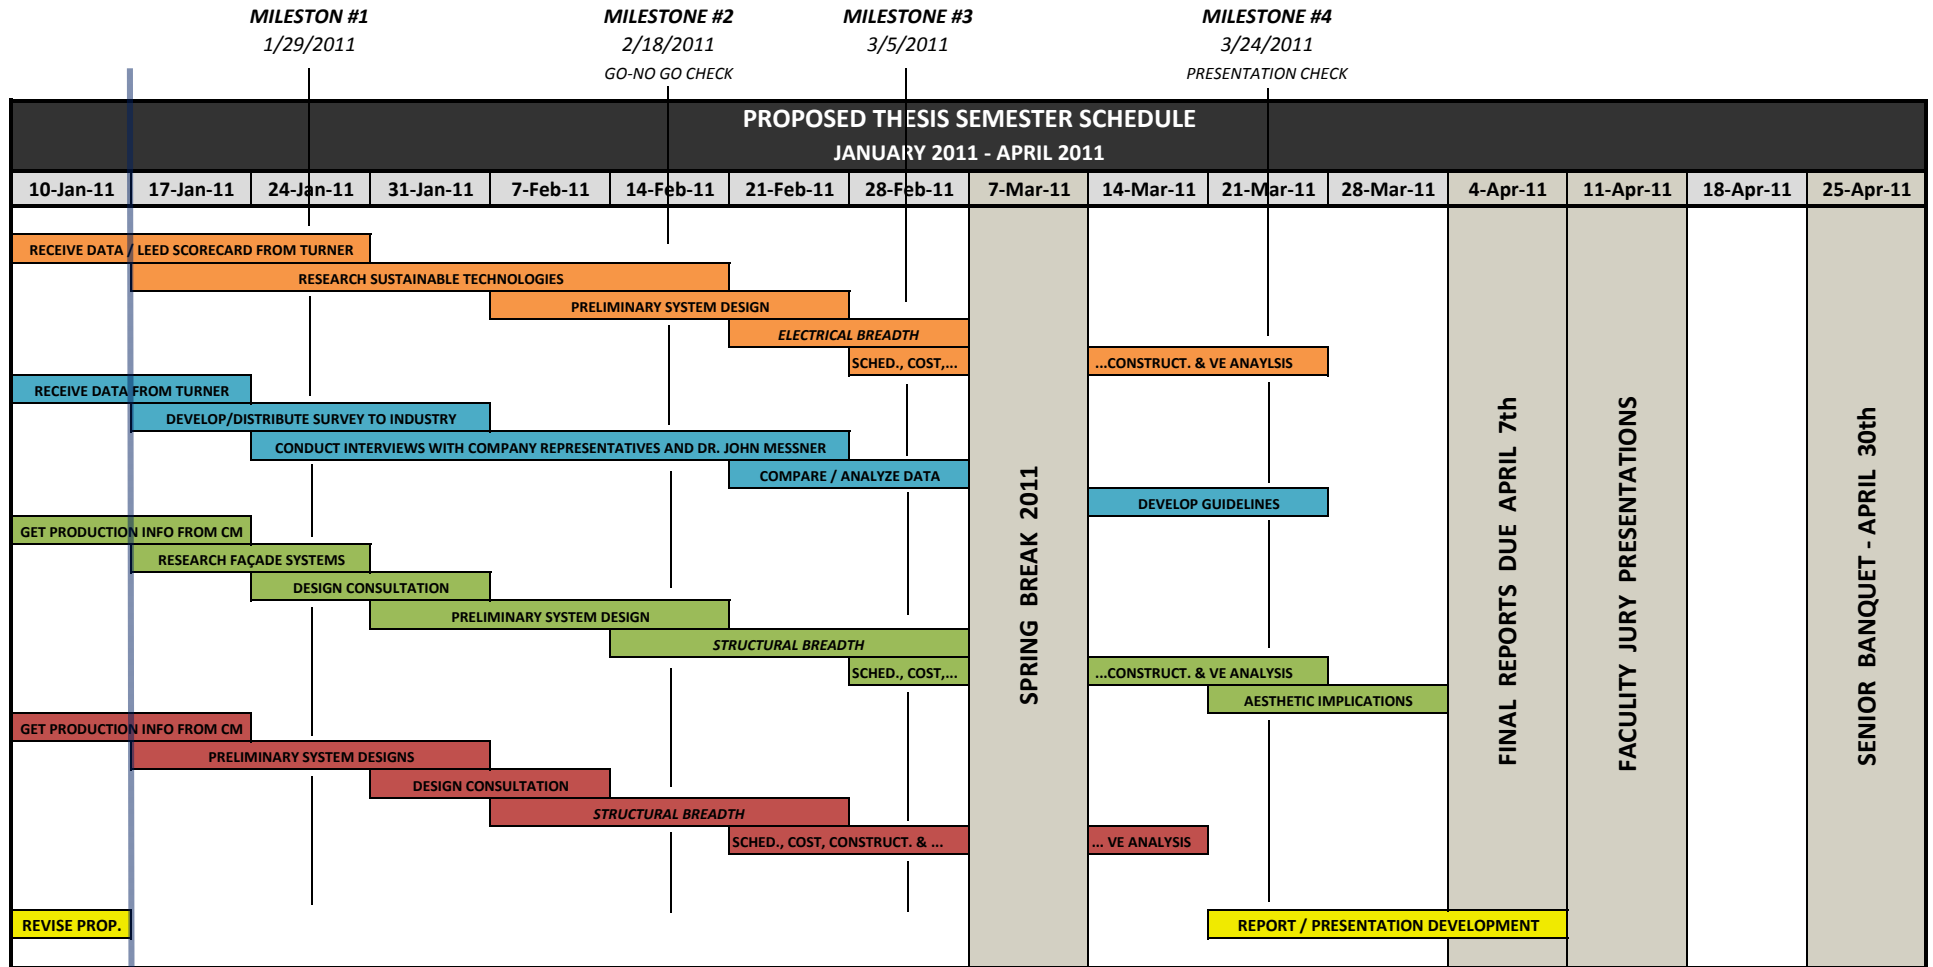 MILESTON #1
1/29/2011
MILESTONE #2
2/18/2011
GO-NO GO CHECK
MILESTONE #3
3/5/2011
MILESTONE #4
3/24/2011
PRESENTATION CHECK
PROPOSED THESIS SEMESTER SCHEDULE
JANUARY 2011 - APRIL 2011
10-Jan-11 17-Jan-11 24-Jan-11 31-Jan-11 7-Feb-11 14-Feb-11 21-Feb-11 28-Feb-11 7-Mar-11 14-Mar-11 21-Mar-11 28-Mar-11 4-Apr-11 11-Apr-11 18-Apr-11 25-Apr-11
RECEIVE DATA / LEED SCORECARD FROM TURNER
RESEARCH SUSTAINABLE TECHNOLOGIES
PRELIMINARY SYSTEM DESIGN
ELECTRICAL BREADTH
SCHED., COST,... ...CONSTRUCT. & VE ANAYLSIS
RECEIVE DATA FROM TURNER
DEVELOP/DISTRIBUTE SURVEY TO INDUSTRY
CONDUCT INTERVIEWS WITH COMPANY REPRESENTATIVES AND DR. JOHN MESSNER
COMPARE / ANALYZE DATA
DEVELOP GUIDELINES
GET PRODUCTION INFO FROM CM
RESEARCH FAÇADE SYSTEMS
DESIGN CONSULTATION
PRELIMINARY SYSTEM DESIGN
STRUCTURAL BREADTH
SCHED., COST,... ...CONSTRUCT. & VE ANALYSIS
AESTHETIC IMPLICATIONS
GET PRODUCTION INFO FROM CM
PRELIMINARY SYSTEM DESIGNS
DESIGN CONSULTATION
STRUCTURAL BREADTH
SCHED., COST, CONSTRUCT. & ... ... VE ANALYSIS
REVISE PROP.
REPORT / PRESENTATION DEVELOPMENT
SPRING BREAK 2011
FINAL REPORTS DUE APRIL 7th
FACULITY JURY PRESENTATIONS
SENIOR BANQUET - APRIL 30th